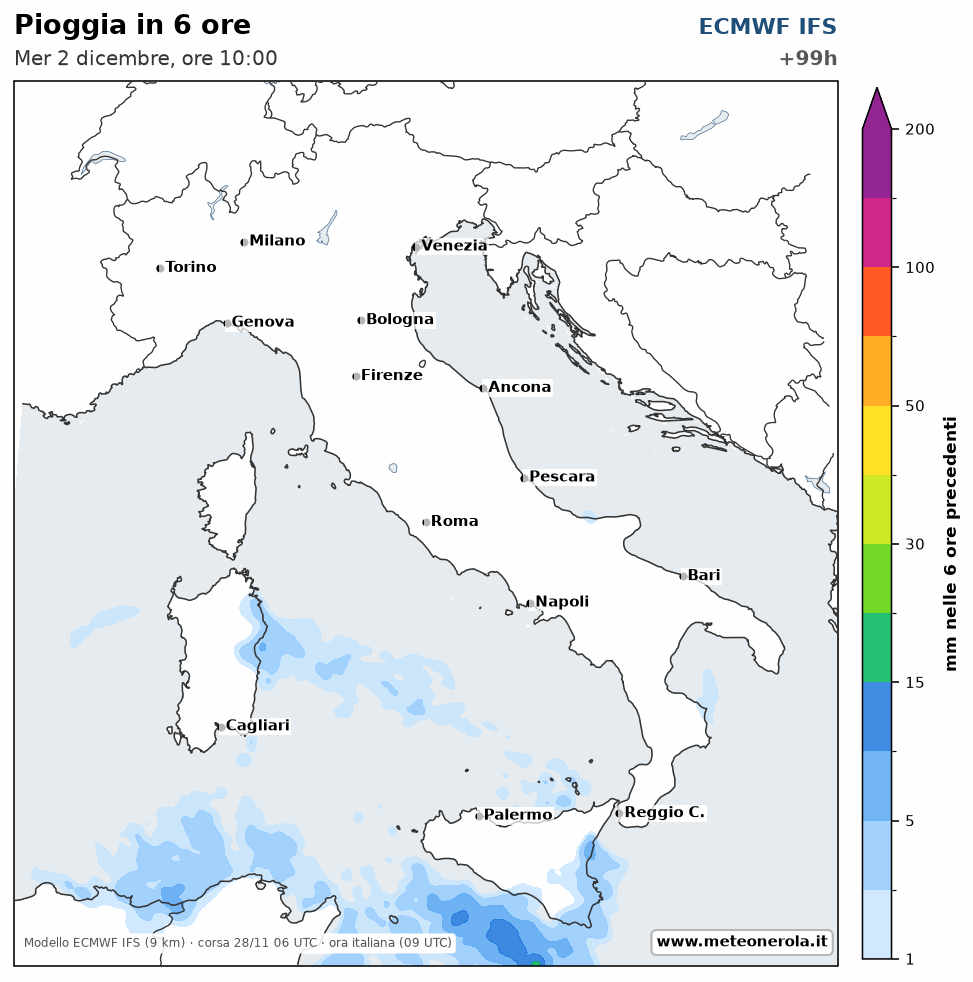 Pioggia in 6 ore
ECMWF IFS
Mer 2 dicembre, ore 10:00
+99h
Milano
Venezia
Torino
Genova
Bologna
Firenze
Ancona
Pescara
Roma
Bari
Napoli
Cagliari
Palermo
Reggio C.
Modello ECMWF IFS (9 km) · corsa 28/11 06 UTC · ora italiana (09 UTC)
www.meteonerola.it
200
100
50
30
15
5
1
mm nelle 6 ore precedenti